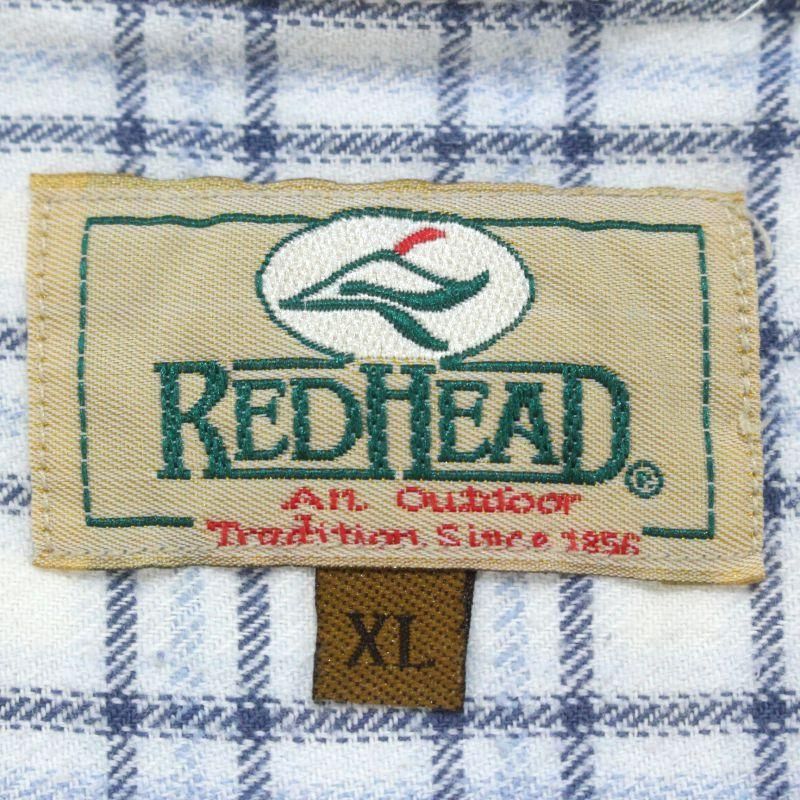 REDHEAD®
An Outdoor
Tradition Since 1856
XL